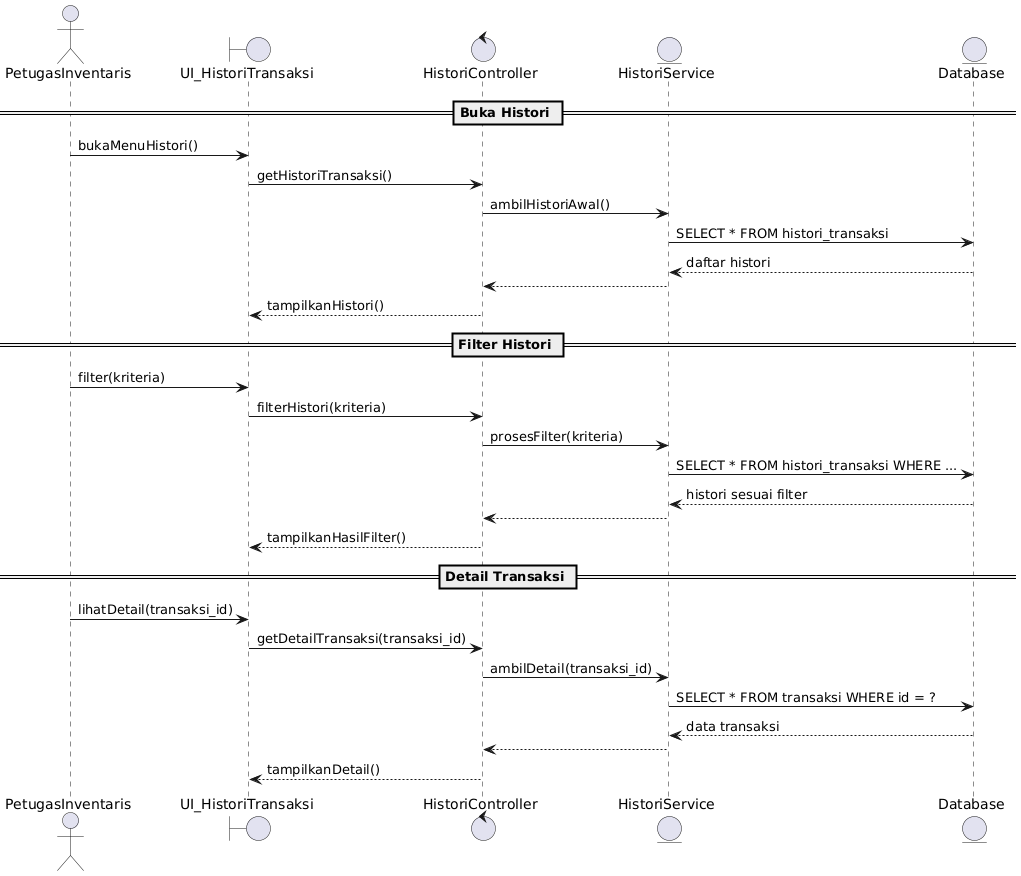 PetugasInventaris
UI_HistoriTransaksi
HistoriController
HistoriService
Database
Buka Histori
bukaMenuHistori()
getHistoriTransaksi()
ambilHistoriAwal()
SELECT * FROM histori_transaksi
daftar histori
tampilkanHistori()
Filter Histori
filter(kriteria)
filterHistori(kriteria)
prosesFilter(kriteria)
SELECT * FROM histori_transaksi WHERE ...
histori sesuai filter
tampilkanHasilFilter()
Detail Transaksi
lihatDetail(transaksi_id)
getDetailTransaksi(transaksi_id)
ambilDetail(transaksi_id)
SELECT * FROM transaksi WHERE id = ?
data transaksi
tampilkanDetail()
PetugasInventaris
UI_HistoriTransaksi
HistoriController
HistoriService
Database